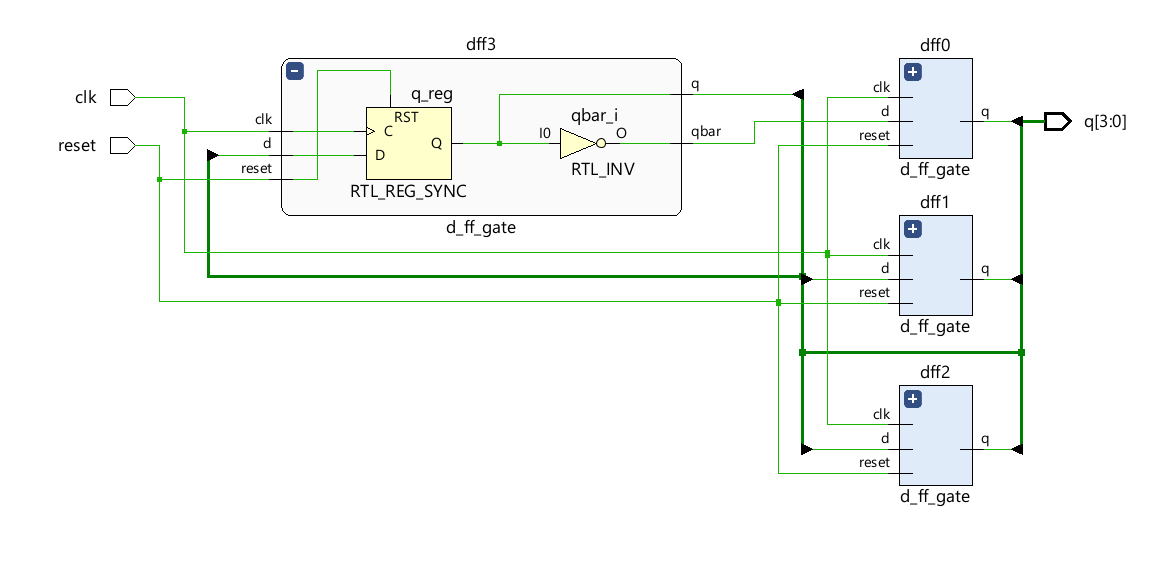 dff3
clk
reset
clk
d
reset
q_reg
RST
C
D
Q
RTL_REG_SYNC
qbar_i
I0
O
RTL_INV
q
qbar
d_ff_gate
dff0
clk
d
reset
q
d_ff_gate
q[3:0]
dff1
clk
d
reset
q
d_ff_gate
dff2
clk
d
reset
q
d_ff_gate